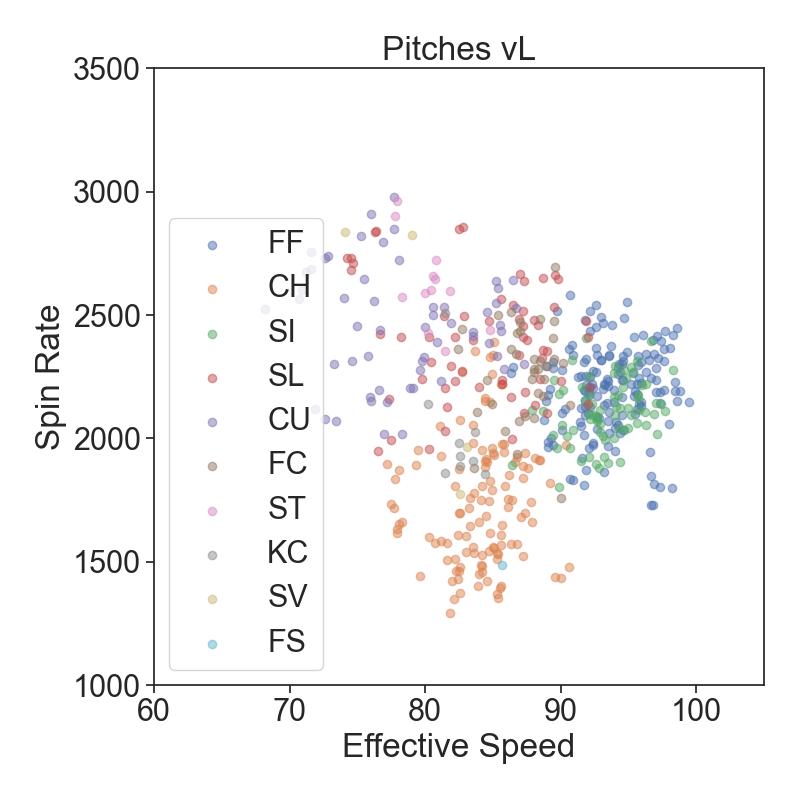 Pitches vL
3500
3000
2500
2000
1500
1000
Spin Rate
FF
CH
SI
SL
CU
FC
ST
KC
SV
FS
60 70 80 90 100
Effective Speed